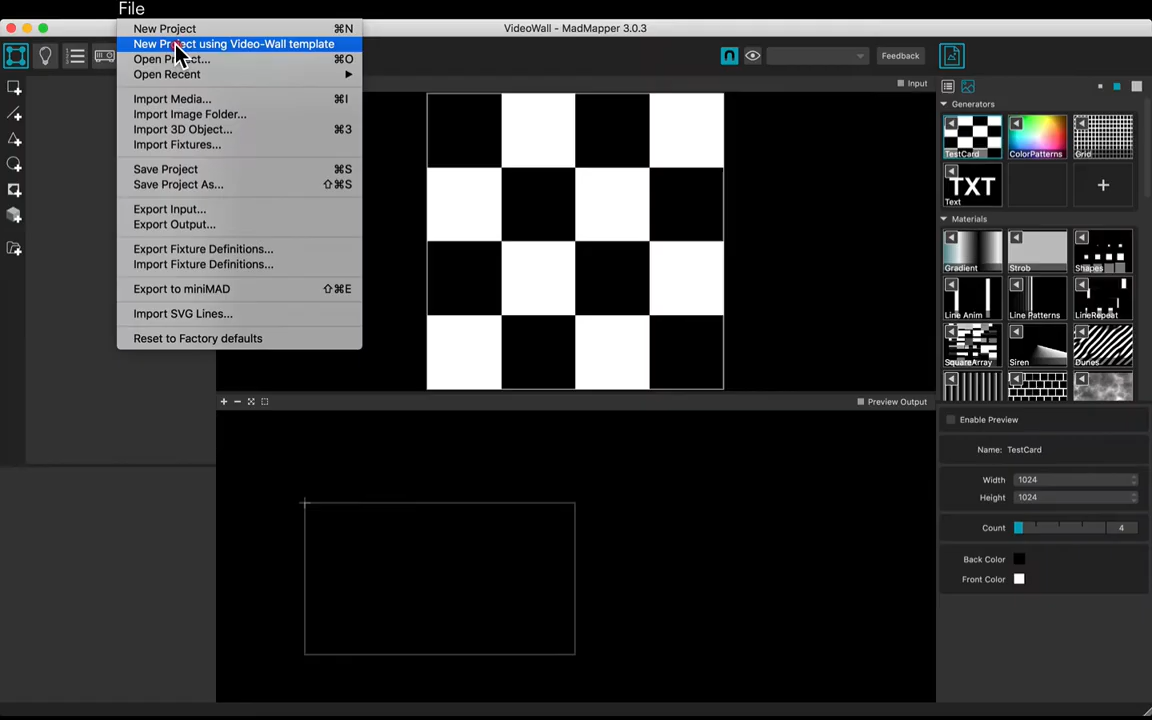 File
VideoWall - MadMapper 3.0.3
New Project ⌘N
New Project using Video-Wall template
Open ⌘O
Open Recent
Import Media... ⌘I
Import Image Folder...
Import 3D Object... ⌘3
Import Fixtures...
Save Project ⌘S
Save Project As... ⇧⌘S
Export Input...
Export Output...
Export Fixture Definitions...
Import Fixture Definitions...
Export to miniMAD ⇧⌘E
Import SVG Lines...
Reset to Factory defaults
Feedback
Input
Generators
TestCard ColorPatterns Grid
TXT
Text
Materials
Gradient Strob Shapes
Line Anim Line Patterns LineRepeat
SquareArray Siren Dunes
Preview Output
Enable Preview
Name: TestCard
Width 1024
Height 1024
Count 4
Back Color
Front Color